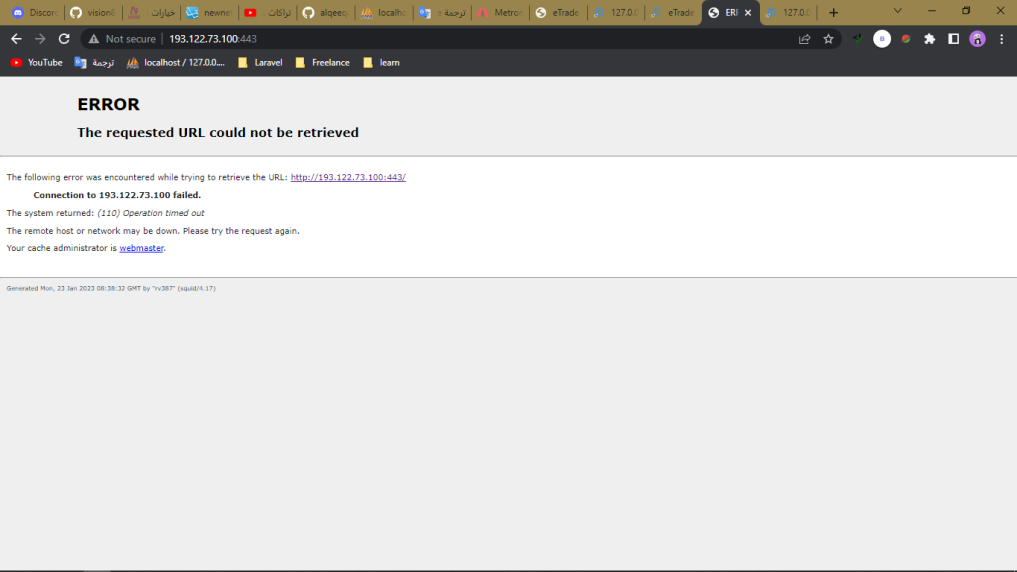 Discor
vision8
خيارات
newne
تراكات
alqeeq
localho
ترجمة e
Metron
eTrade
127.0.0
eTrade
ERR
127.0.0
Not secure
193.122.73.100:443
YouTube
ترجمة
localhost / 127.0.0....
Laravel
Freelance
learn
ERROR
The requested URL could not be retrieved
The following error was encountered while trying to retrieve the URL: http://193.122.73.100:443/
Connection to 193.122.73.100 failed.
The system returned: (110) Operation timed out
The remote host or network may be down. Please try the request again.
Your cache administrator is webmaster.
Generated Mon, 23 Jan 2023 08:38:32 GMT by "rv387" (squid/4.17)